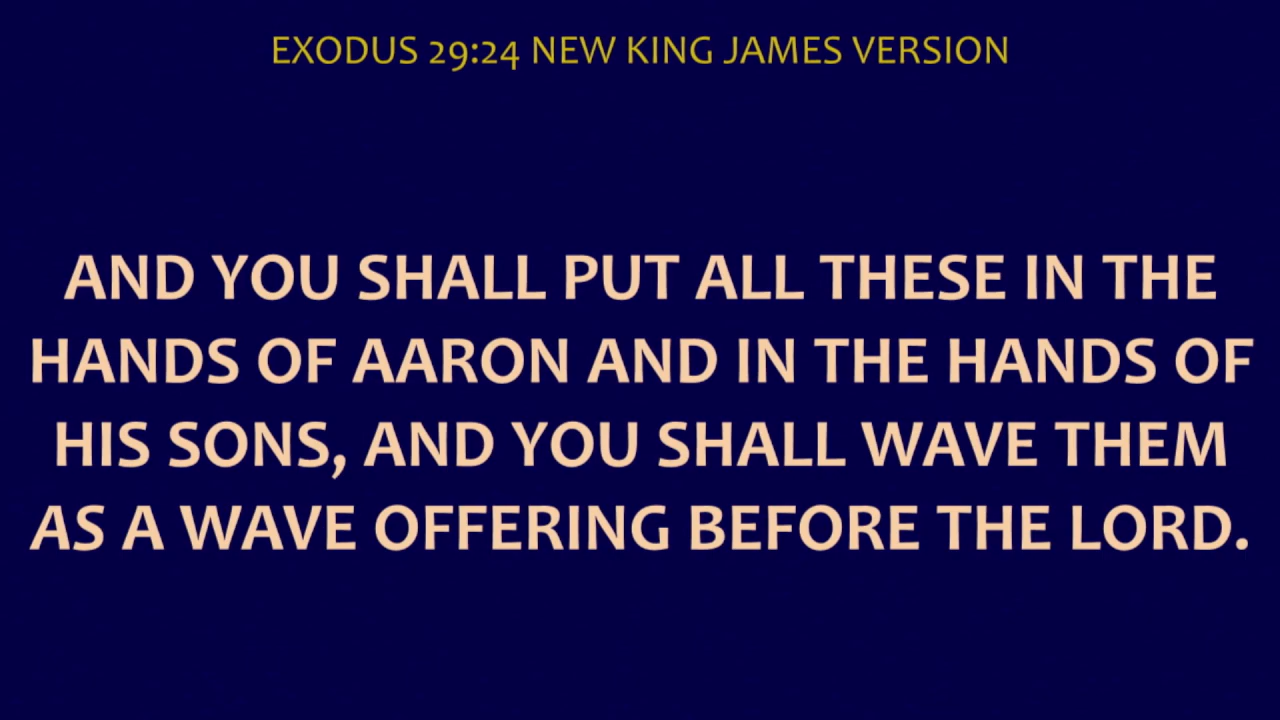 EXODUS 29:24 NEW KING JAMES VERSION
AND YOU SHALL PUT ALL THESE IN THE
HANDS OF AARON AND IN THE HANDS OF
HIS SONS, AND YOU SHALL WAVE THEM
AS A WAVE OFFERING BEFORE THE LORD.